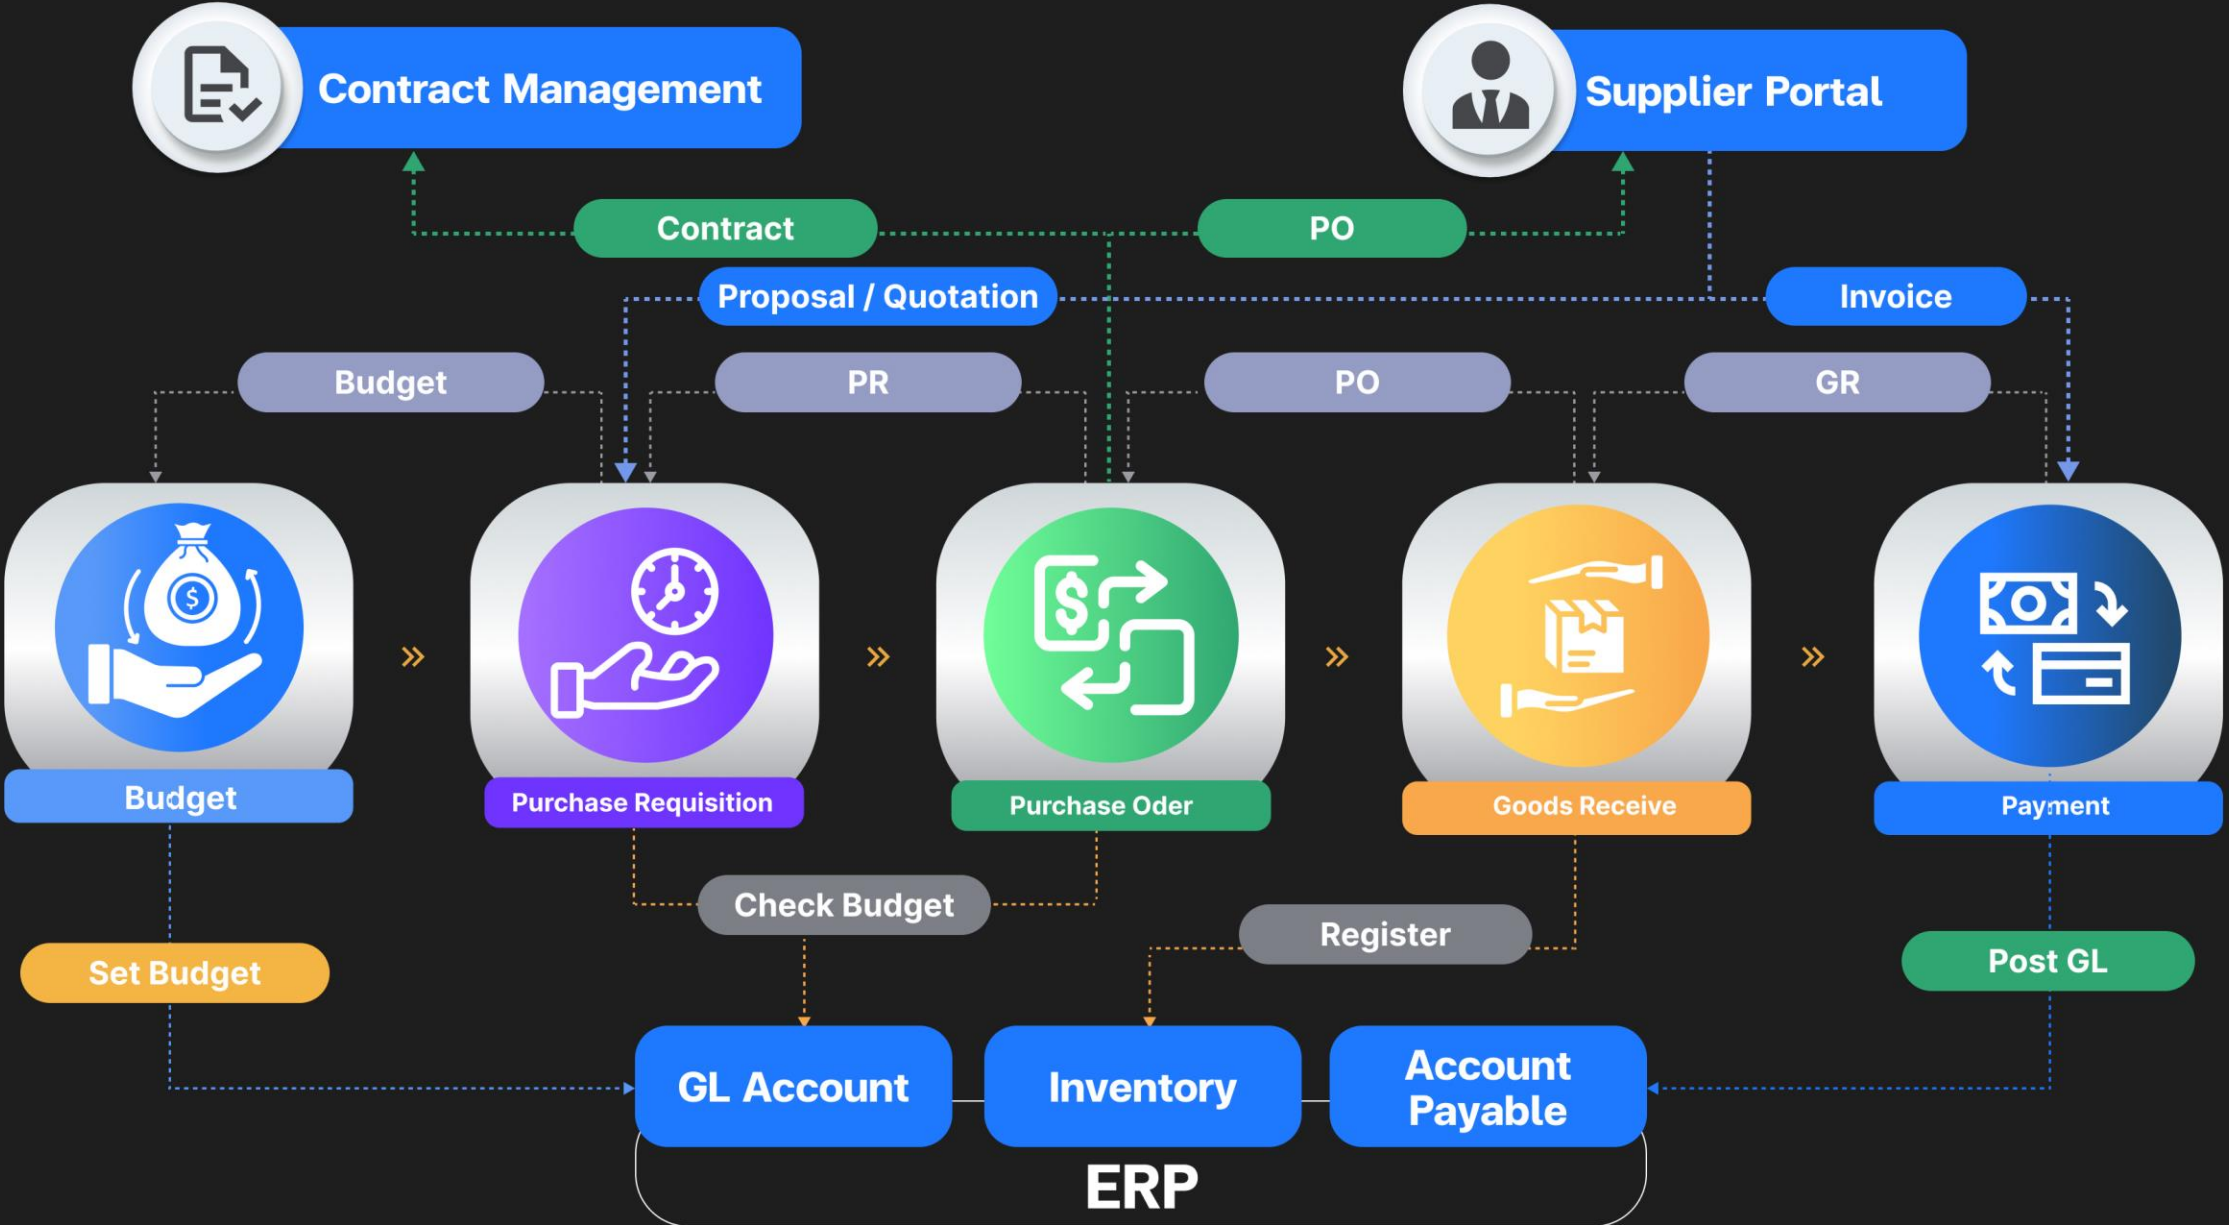 Contract Management
Supplier Portal
Contract
PO
Proposal / Quotation
Invoice
Budget
PR
PO
GR
Budget
Purchase Requisition
Purchase Oder
Goods Receive
Payment
Check Budget
Register
Set Budget
Post GL
GL Account
Inventory
Account
Payable
ERP